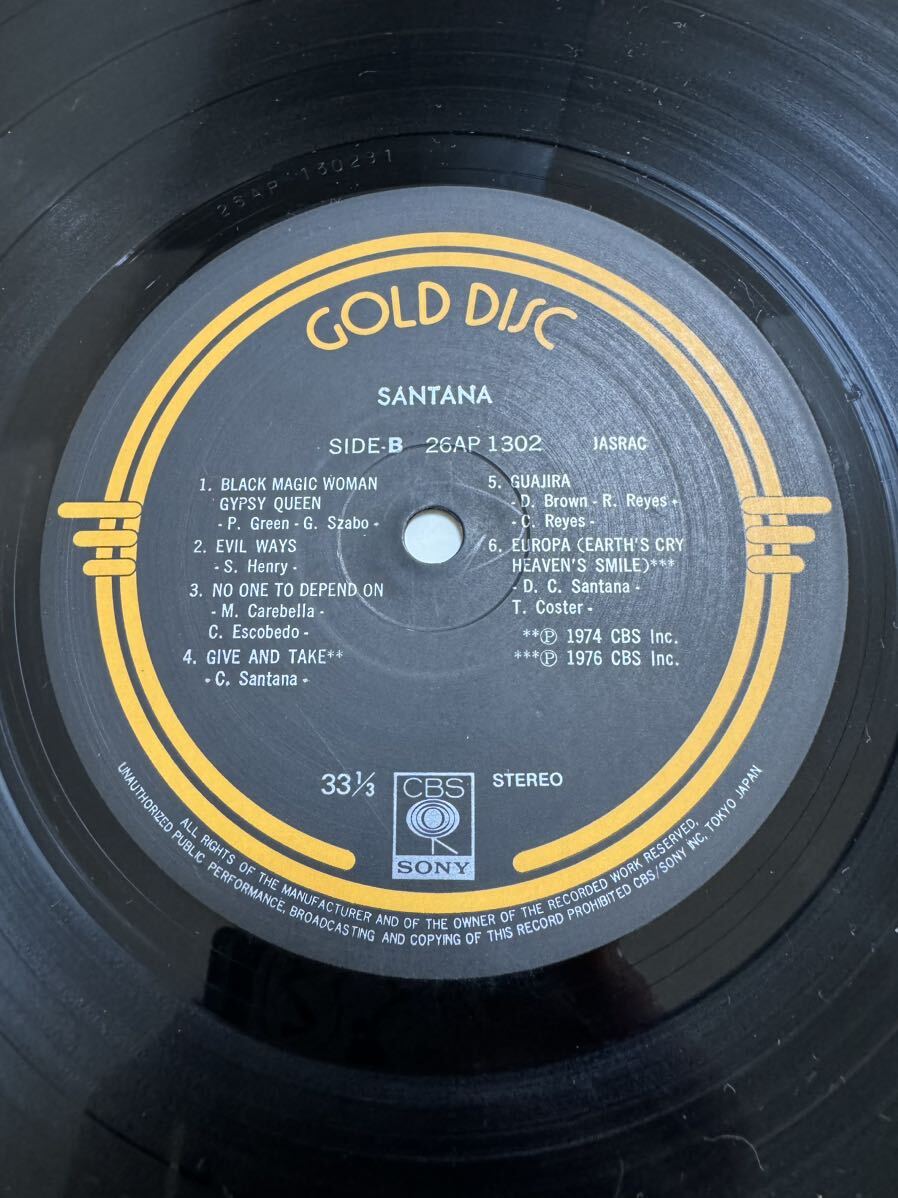 26AP 1302B1
GOLD DISC
SANTANA
SIDE-B 26AP 1302 JASRAC
1. BLACK MAGIC WOMAN
GYPSY QUEEN
- P. Green - G. Szabo -
2. EVIL WAYS
- S. Henry -
3. NO ONE TO DEPEND ON
- M. Carebella -
C. Escobedo -
4. GIVE AND TAKE**
- C. Santana -
5. GUAJIRA
- D. Brown - R. Reyes -
- C. Reyes -
6. EUROPA (EARTH'S CRY
HEAVEN'S SMILE)***
- D. C. Santana -
T. Coster -
**Ⓟ 1974 CBS Inc.
***Ⓟ 1976 CBS Inc.
33⅓ STEREO
CBS
SONY
ALL RIGHTS OF THE MANUFACTURER AND OF THE OWNER OF THE RECORDED WORK RESERVED,
UNAUTHORIZED PUBLIC PERFORMANCE, BROADCASTING AND COPYING OF THIS RECORD PROHIBITED CBS/SONY INC, TOKYO JAPAN